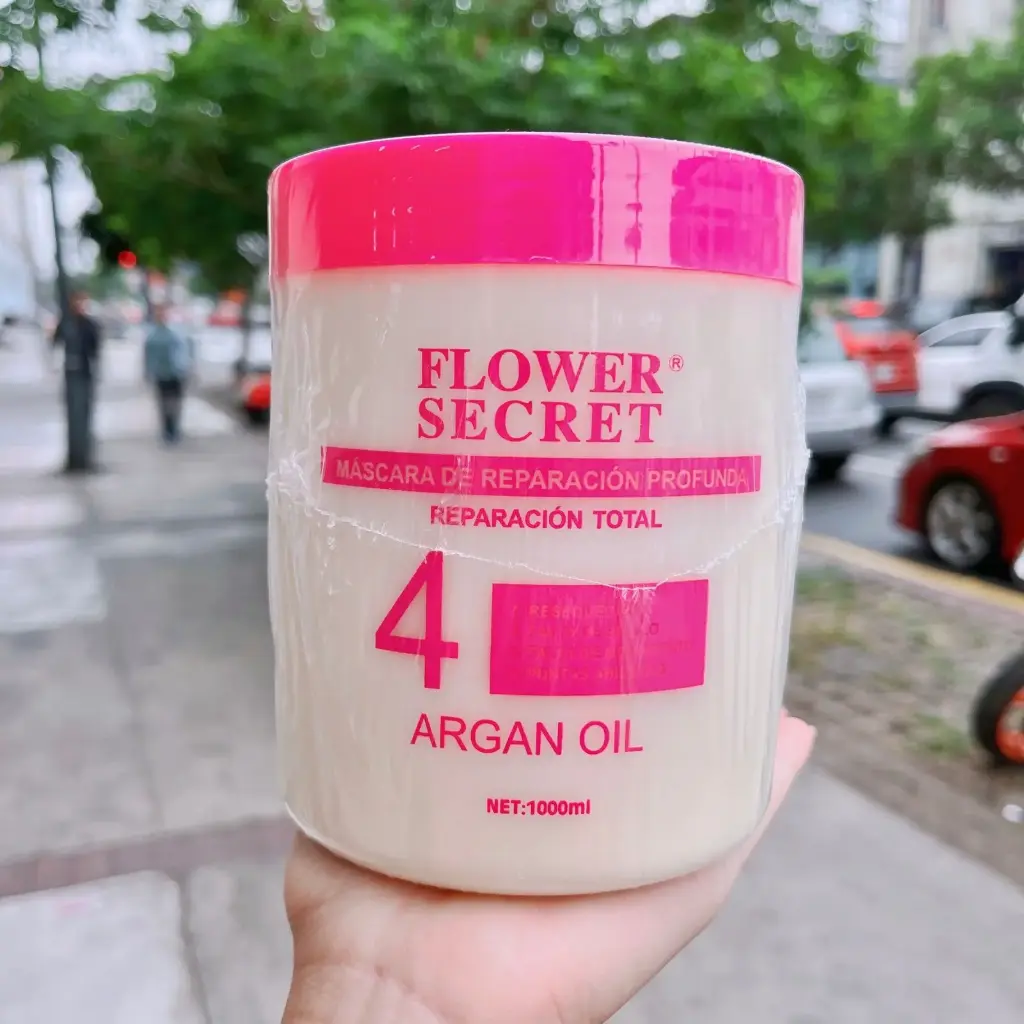 FLOWER®
SECRET
MÁSCARA DE REPARACIÓN PROFUNDA
REPARACIÓN TOTAL
4
ARGAN OIL
NET:1000ml